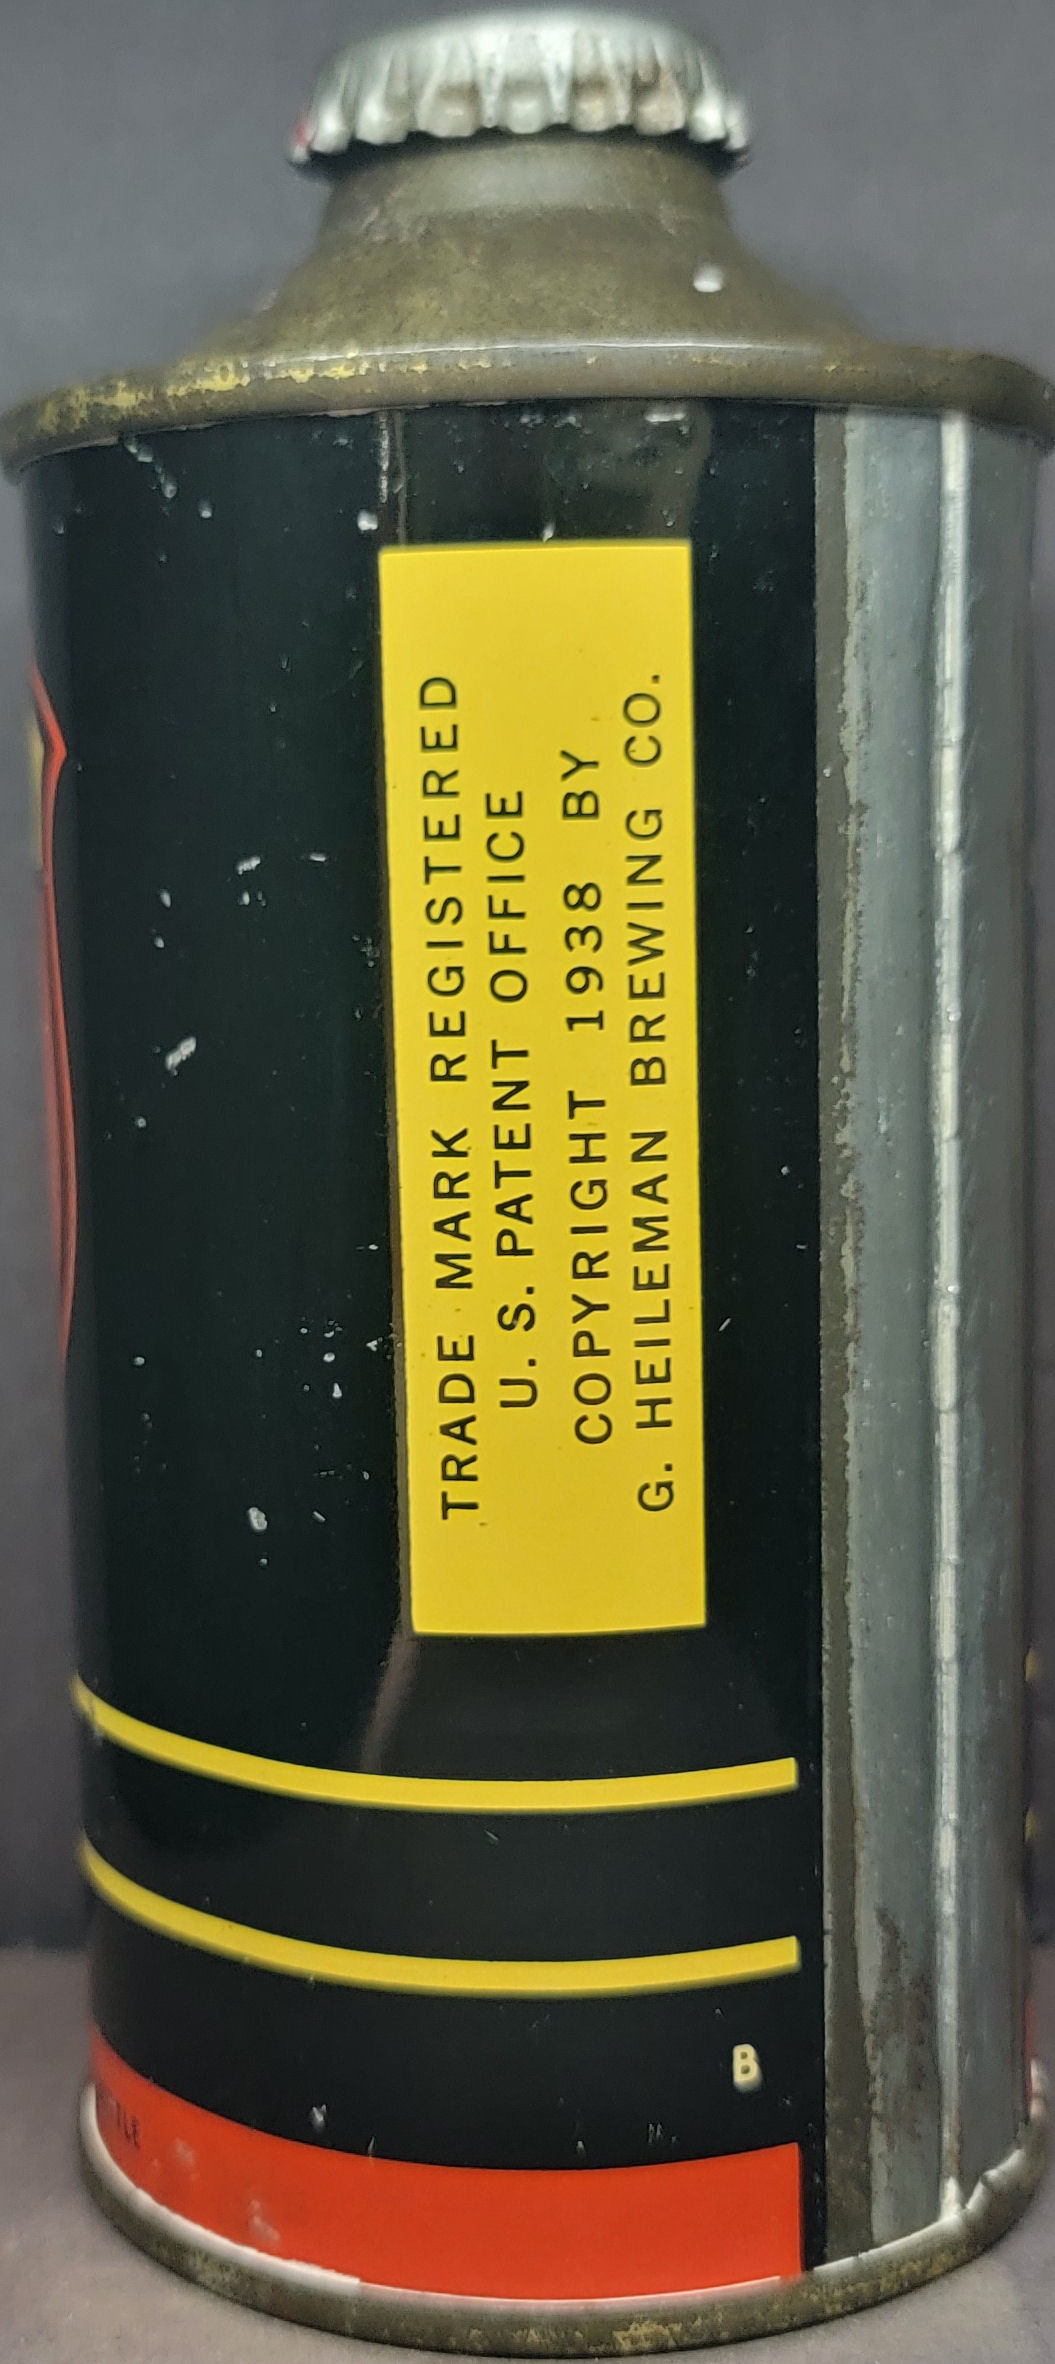 TRADE MARK REGISTERED
U. S. PATENT OFFICE
COPYRIGHT 1938 BY
G. HEILEMAN BREWING CO.
B